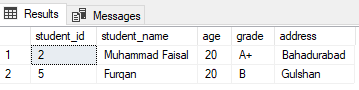 Results Messages
student_id student_name age grade address
1 2 Muhammad Faisal 20 A+ Bahadurabad
2 5 Furqan 20 B Gulshan